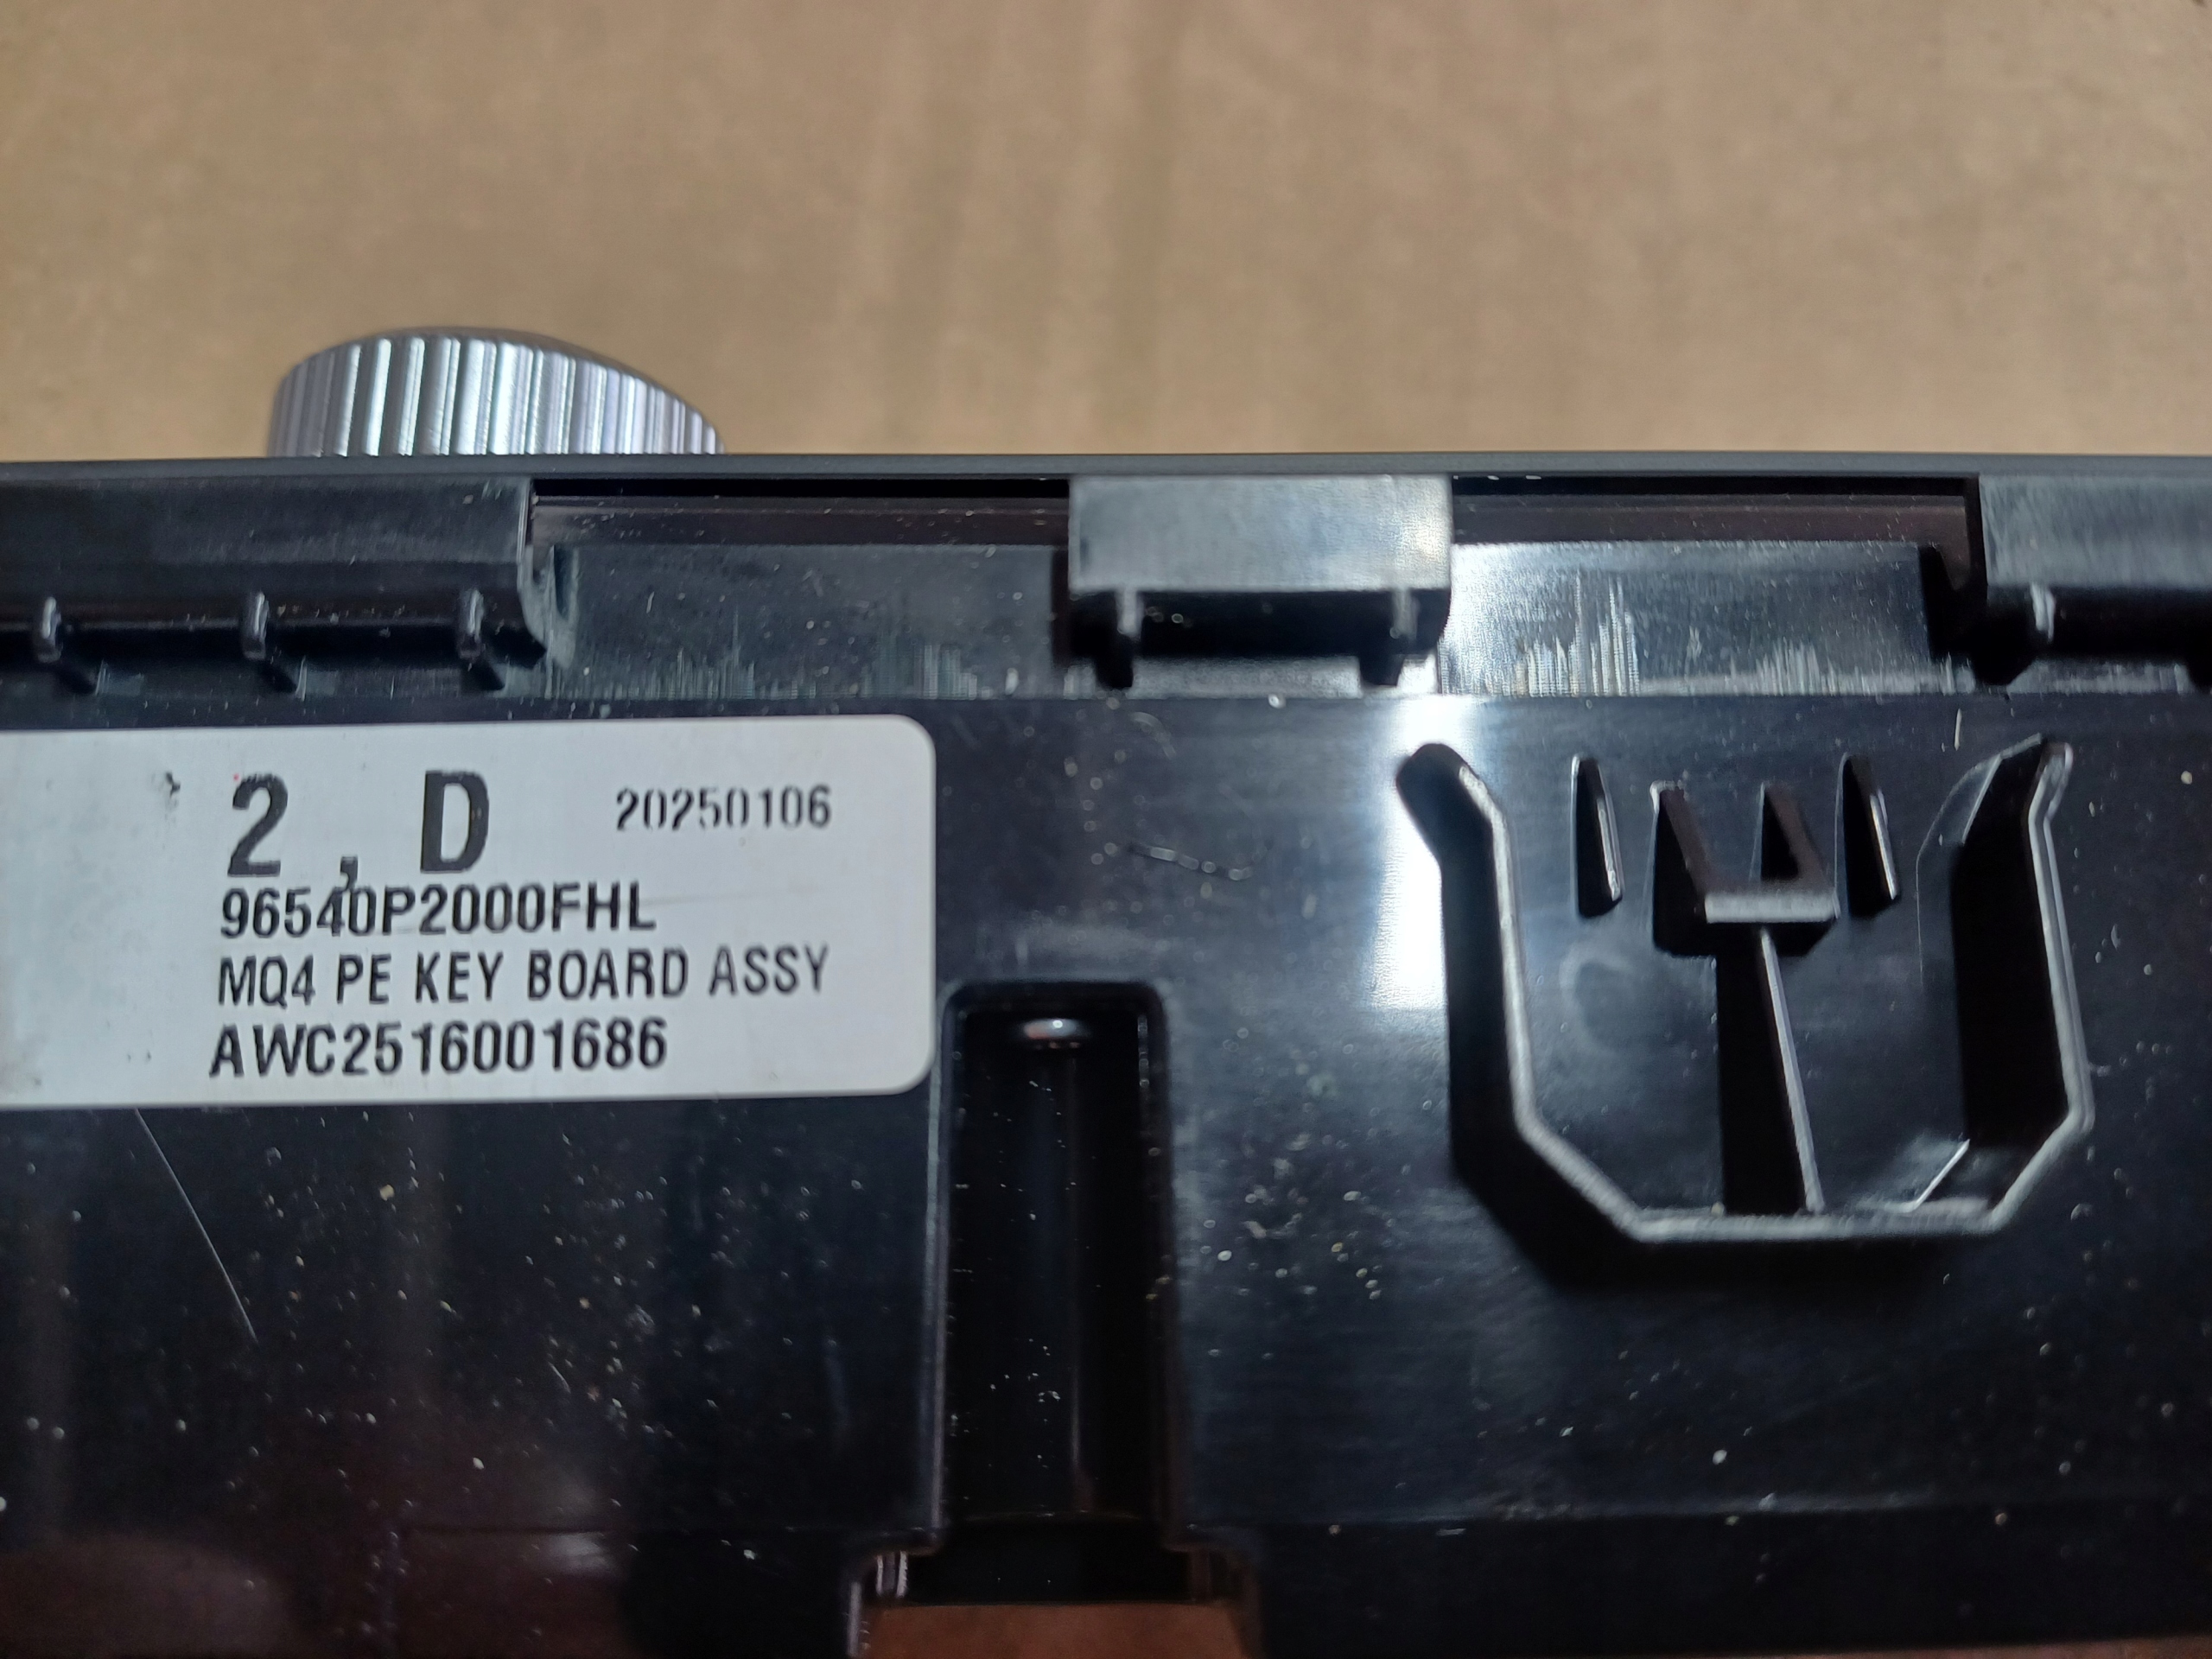 2 , D 20250106
96540P2000FHL
MQ4 PE KEY BOARD ASSY
AWC2516001686